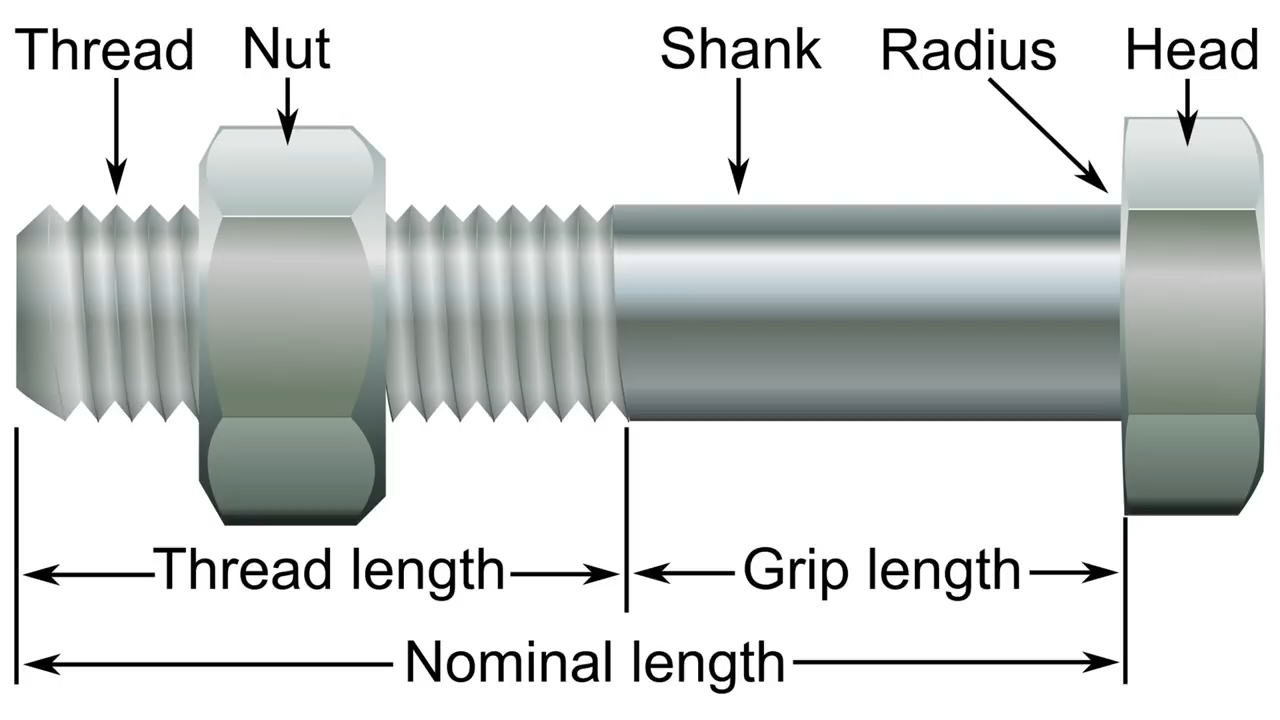 Thread
Nut
Shank
Radius
Head
Thread length
Grip length
Nominal length